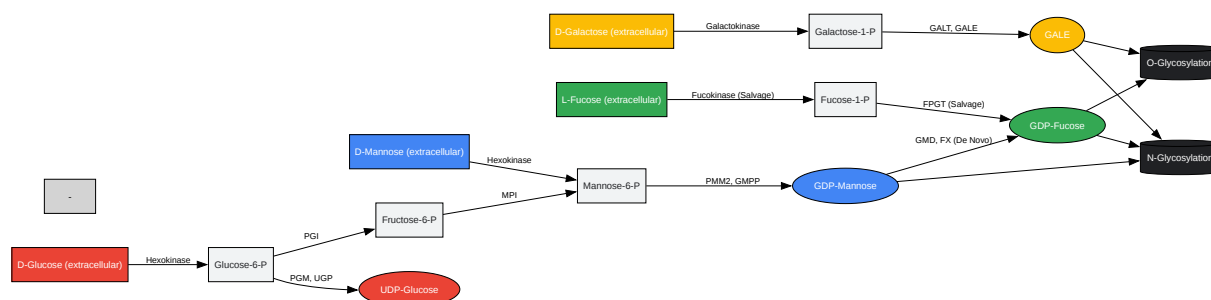 D-Galactose (extracellular)
Galactokinase
Galactose-1-P
GALT, GALE
GALE
O-Glycosylation
L-Fucose (extracellular)
Fucokinase (Salvage)
Fucose-1-P
FPGT (Salvage)
GDP-Fucose
GMD, FX (De Novo)
N-Glycosylation
D-Mannose (extracellular)
Hexokinase
Mannose-6-P
PMM2, GMPP
GDP-Mannose
-
MPI
Fructose-6-P
PGI
D-Glucose (extracellular)
Hexokinase
Glucose-6-P
PGM, UGP
UDP-Glucose